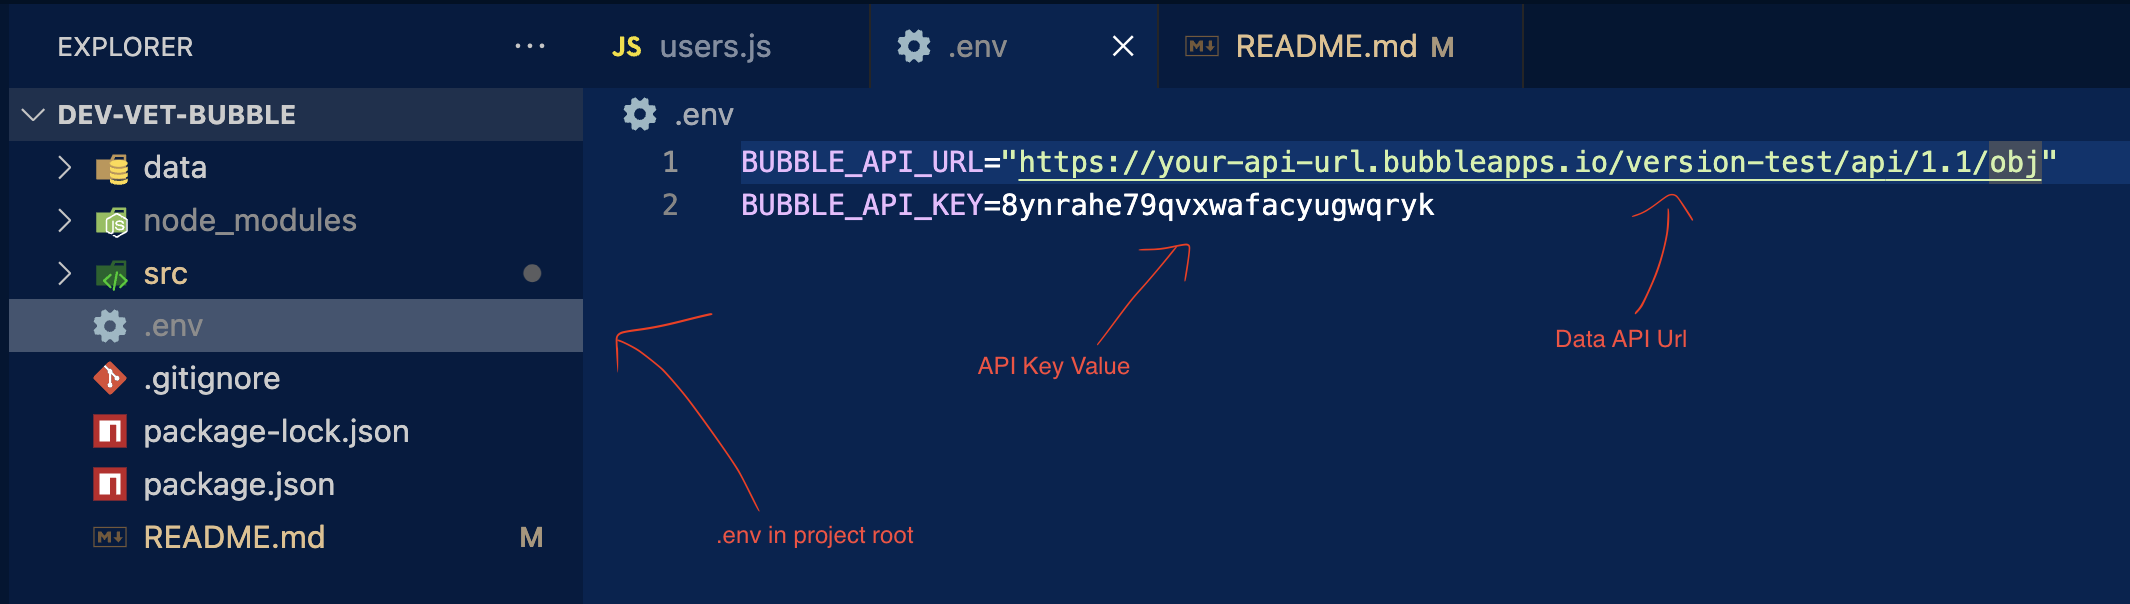 EXPLORER ...
JS users.js
.env
README.md M
DEV-VET-BUBBLE
.env
data
node_modules
src
.env
.gitignore
package-lock.json
package.json
README.md M
1 BUBBLE_API_URL="https://your-api-url.bubbleapps.io/version-test/api/1.1/obj"
2 BUBBLE_API_KEY=8ynrahe79qvxwafacyugwqryk
Data API Url
API Key Value
.env in project root